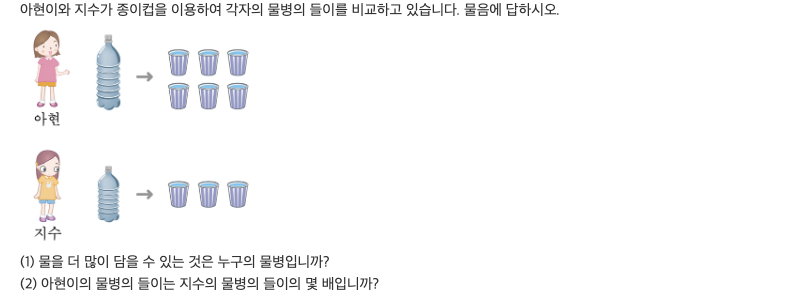 아현이와 지수가 종이컵을 이용하여 각자의 물병의 들이를 비교하고 있습니다. 물음에 답하시오.
아현
지수
(1) 물을 더 많이 담을 수 있는 것은 누구의 물병입니까?
(2) 아현이의 물병의 들이는 지수의 물병의 들이의 몇 배입니까?